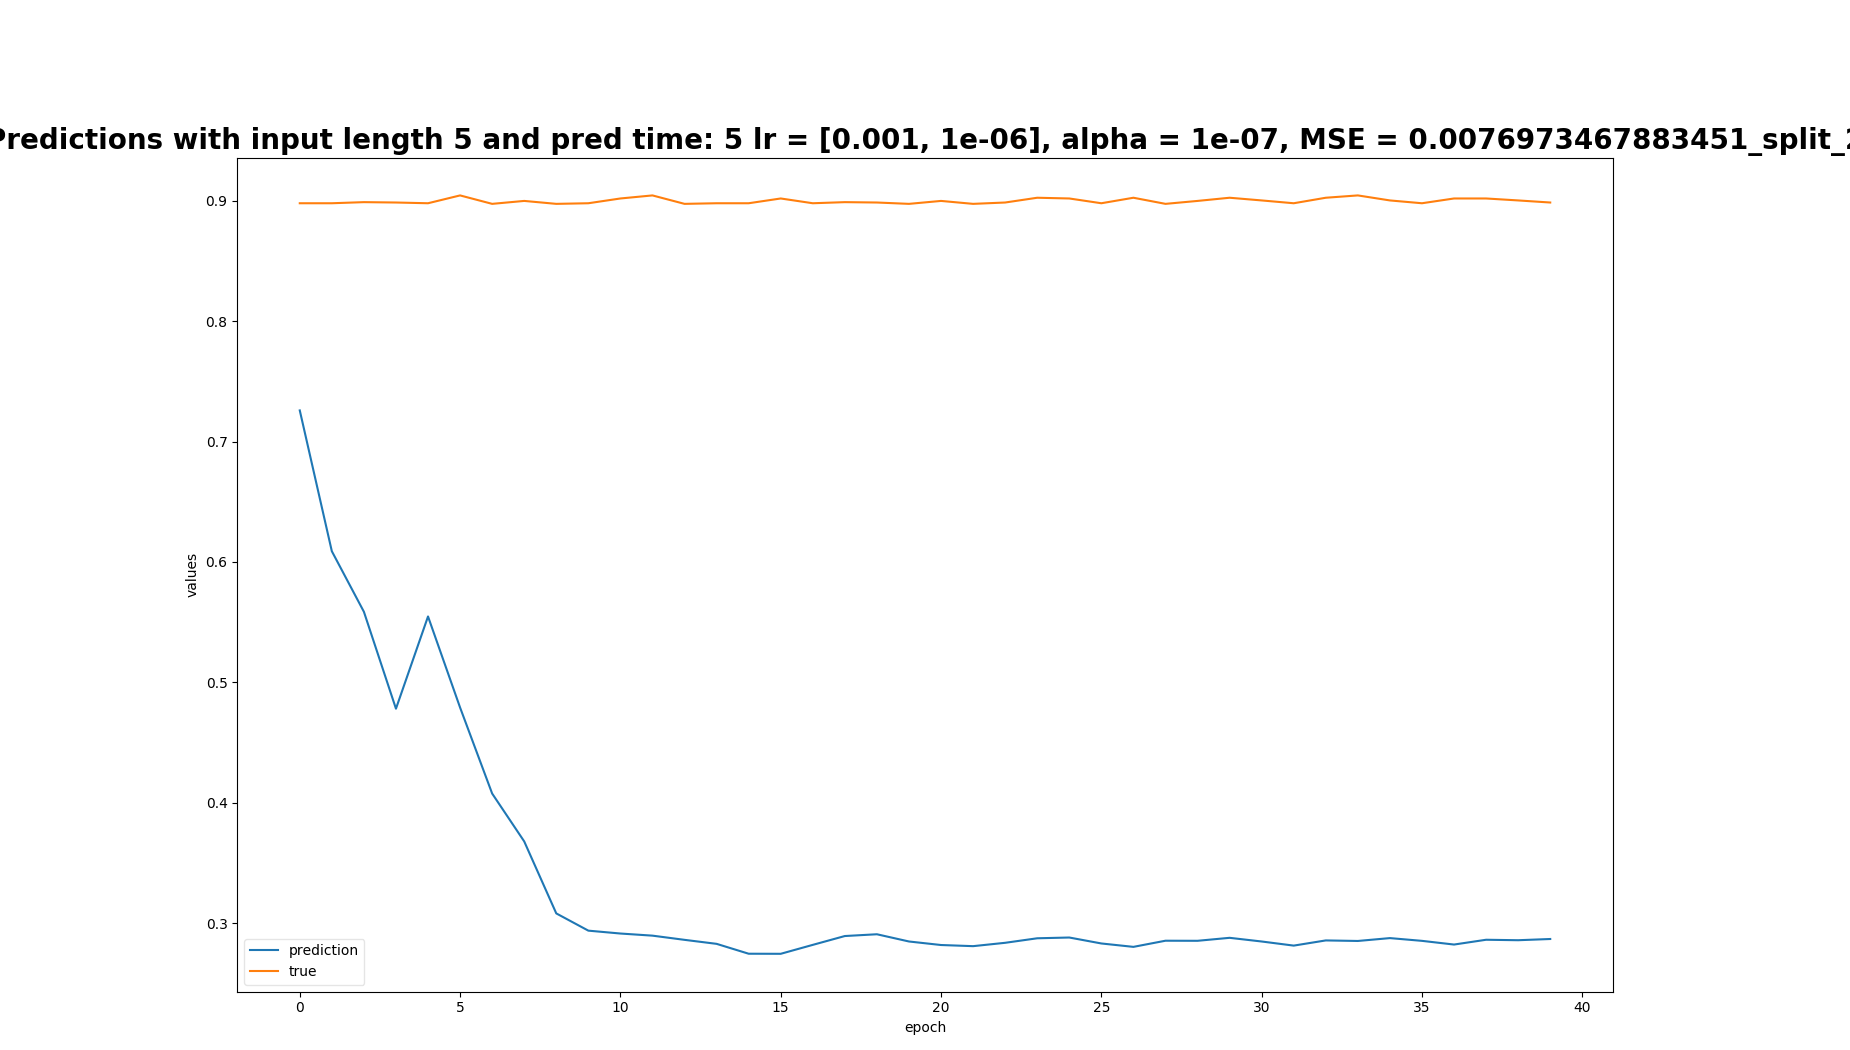 Predictions with input length 5 and pred time: 5 lr = [0.001, 1e-06], alpha = 1e-07, MSE = 0.0076973467883451_split_2
0.9
0.8
0.7
0.6
0.5
0.4
0.3
values
prediction
true
0 5 10 15 20 25 30 35 40
epoch